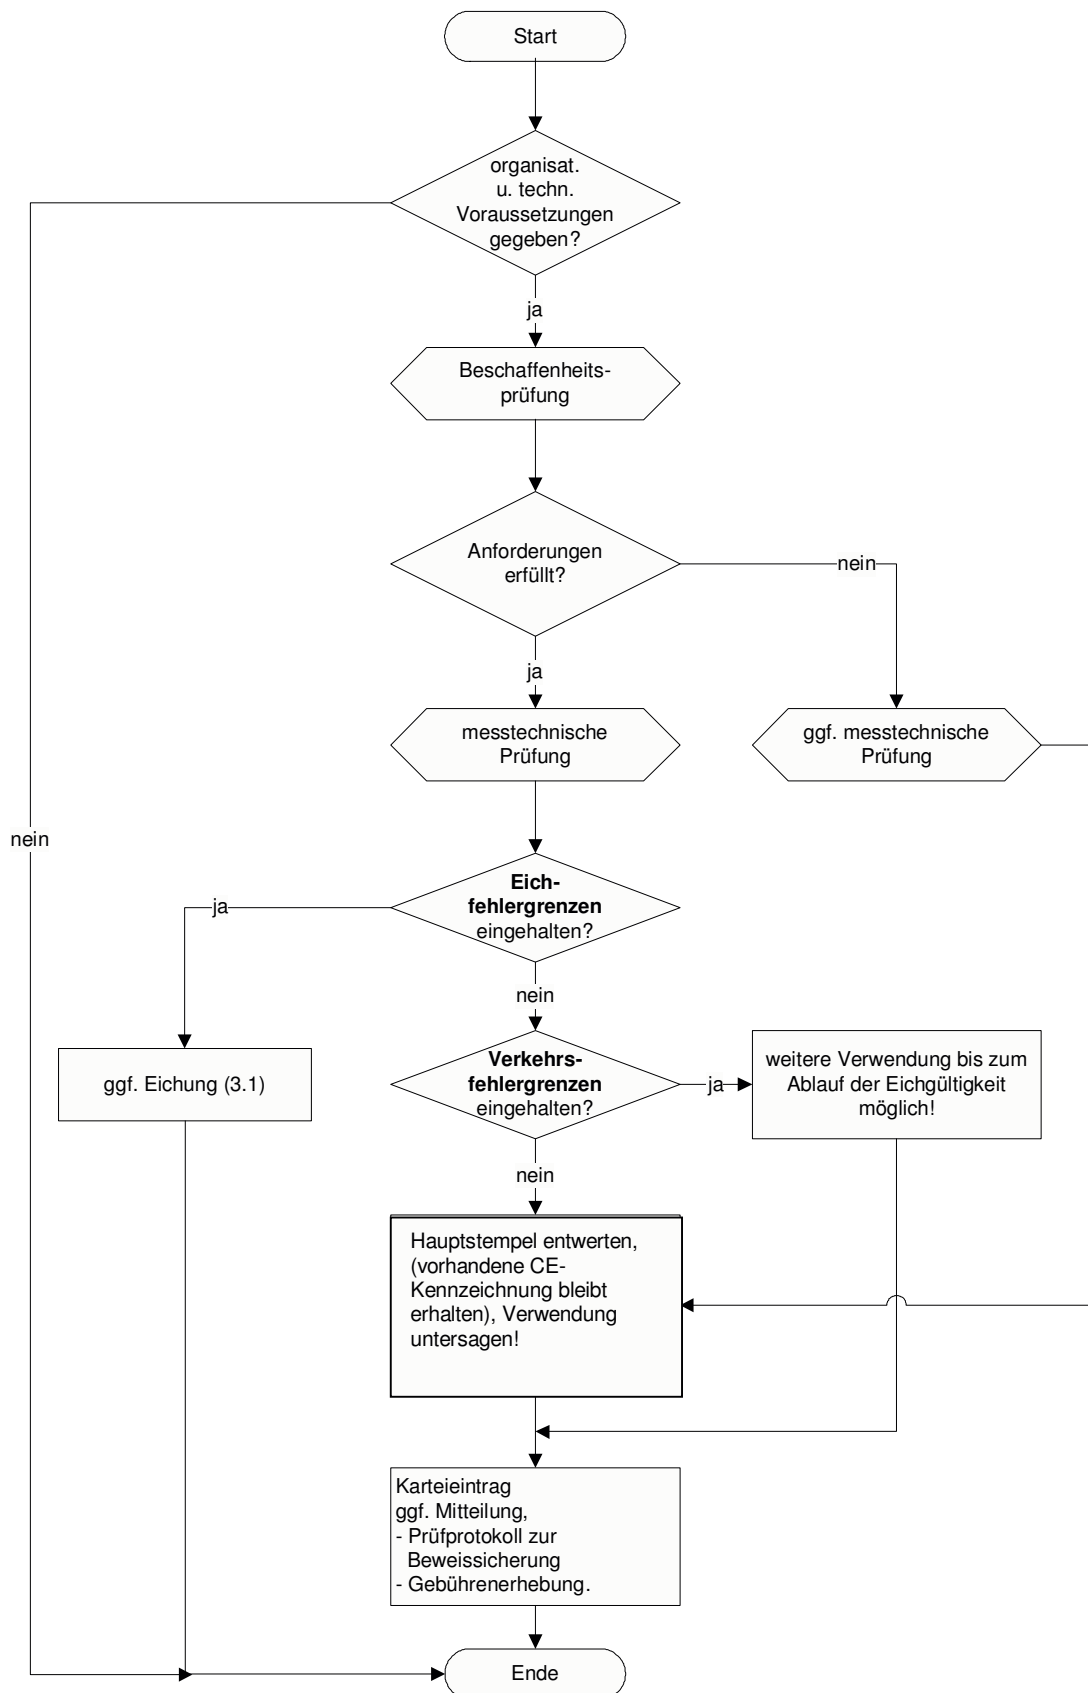 Start
organisat.
u. techn.
Voraussetzungen
gegeben?
ja
Beschaffenheits-
prüfung
Anforderungen
erfüllt?
nein
ja
messtechnische
Prüfung
ggf. messtechnische
Prüfung
nein
Eich-
fehlergrenzen
eingehalten?
ja
nein
ggf. Eichung (3.1)
Verkehrs-
fehlergrenzen
eingehalten?
ja
weitere Verwendung bis zum
Ablauf der Eichgültigkeit
möglich!
nein
Hauptstempel entwerten,
(vorhandene CE-
Kennzeichnung bleibt
erhalten), Verwendung
untersagen!
Karteieintrag
ggf. Mitteilung,
- Prüfprotokoll zur
Beweissicherung
- Gebührenerhebung.
Ende